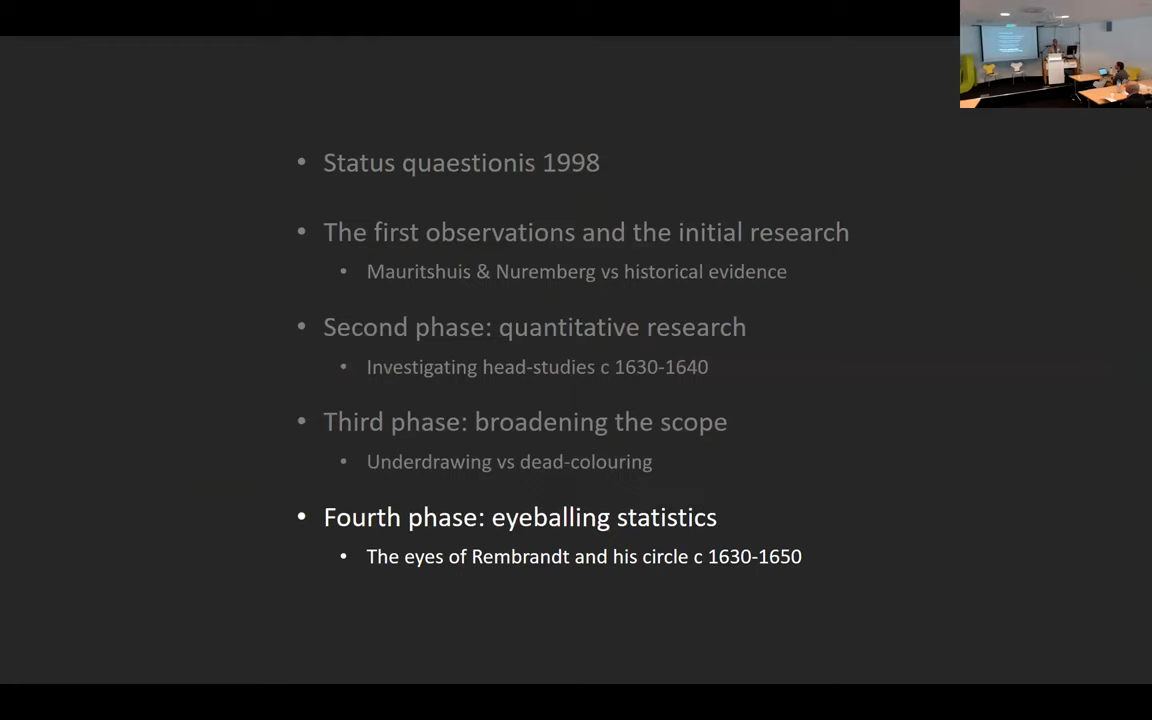 • Status quaestionis 1998
• The first observations and the initial research
• Mauritshuis & Nuremberg vs historical evidence
• Second phase: quantitative research
• Investigating head-studies c 1630-1640
• Third phase: broadening the scope
• Underdrawing vs dead-colouring
• Fourth phase: eyeballing statistics
• The eyes of Rembrandt and his circle c 1630-1650